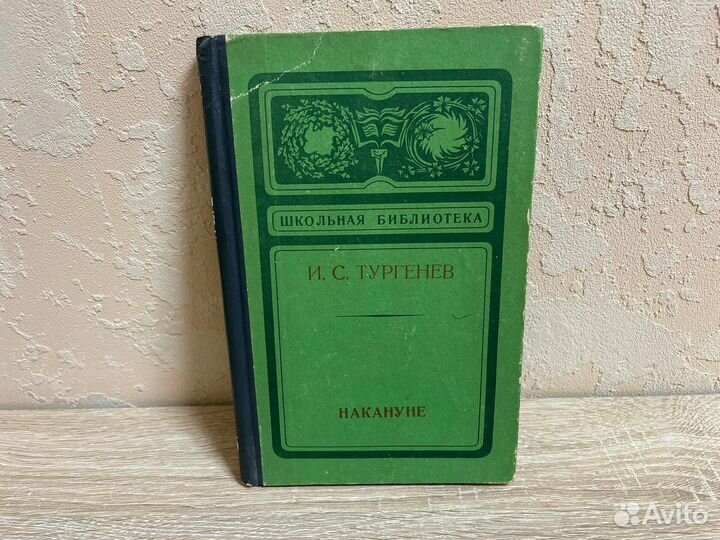 ШКОЛЬНАЯ БИБЛИОТЕКА
И. С. ТУРГЕНЕВ
НАКАНУНЕ
Avito